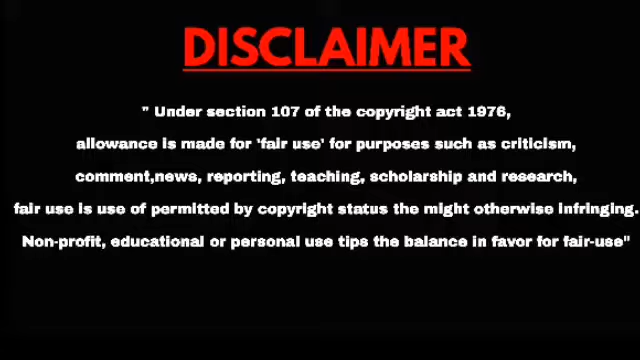 DISCLAIMER
" Under section 107 of the copyright act 1976,
allowance is made for 'fair use' for purposes such as criticism,
comment,news, reporting, teaching, scholarship and research,
fair use is use of permitted by copyright status the might otherwise infringing.
Non-profit, educational or personal use tips the balance in favor for fair-use"